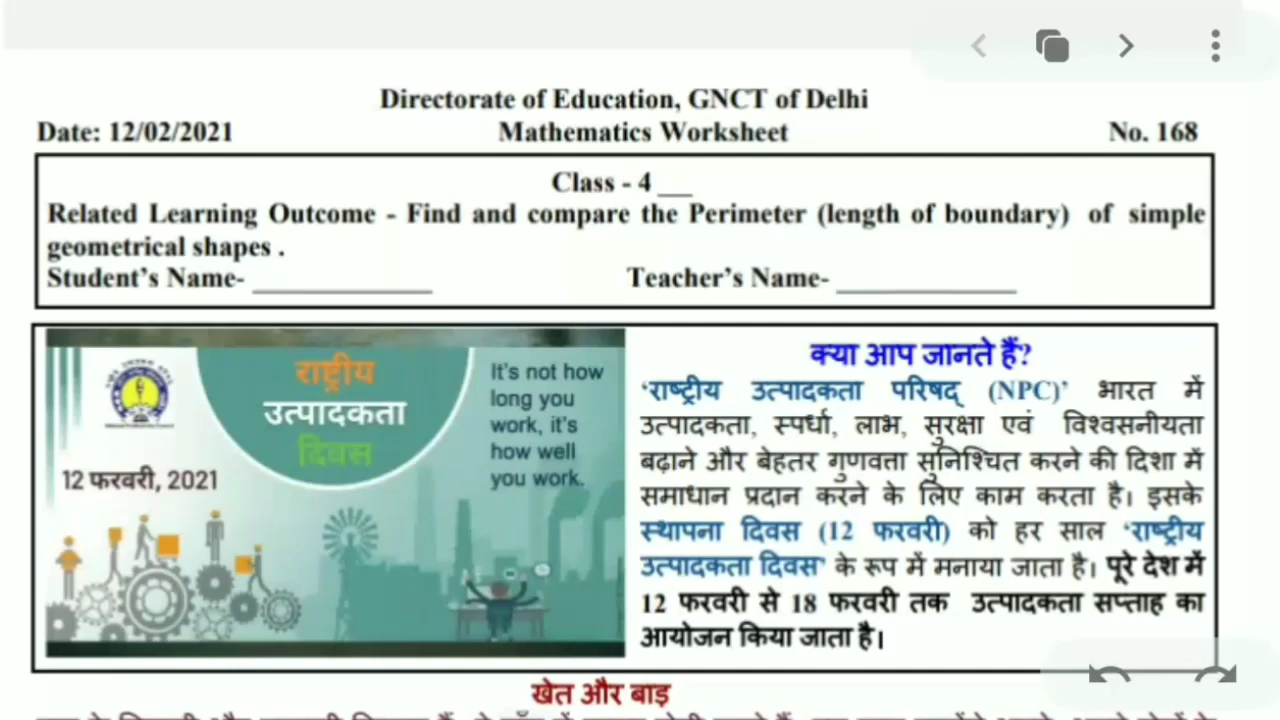 Directorate of Education, GNCT of Delhi
Date: 12/02/2021 Mathematics Worksheet No. 168
Class - 4 __
Related Learning Outcome - Find and compare the Perimeter (length of boundary) of simple
geometrical shapes .
Student's Name- ____________ Teacher's Name- ____________
राष्ट्रीय
उत्पादकता
दिवस
12 फरवरी, 2021
It's not how
long you
work, it's
how well
you work.
क्या आप जानते हैं?
'राष्ट्रीय उत्पादकता परिषद् (NPC)' भारत में
उत्पादकता, स्पर्धा, लाभ, सुरक्षा एवं विश्वसनीयता
बढ़ाने और बेहतर गुणवत्ता सुनिश्चित करने की दिशा में
समाधान प्रदान करने के लिए काम करता है। इसके
स्थापना दिवस (12 फरवरी) को हर साल 'राष्ट्रीय
उत्पादकता दिवस' के रूप में मनाया जाता है। पूरे देश में
12 फरवरी से 18 फरवरी तक उत्पादकता सप्ताह का
आयोजन किया जाता है।
खेत और बाड़